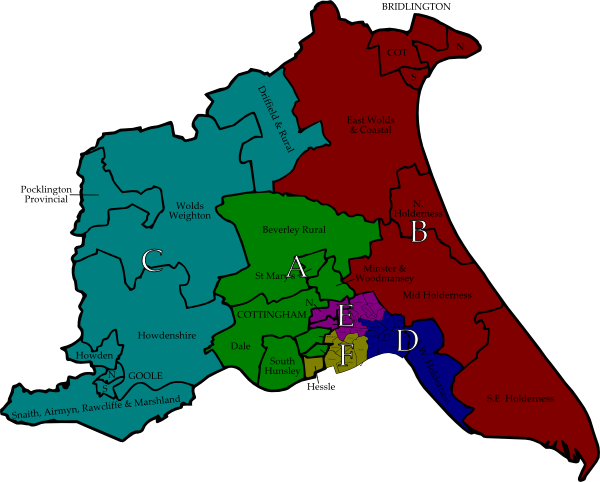 BRIDLINGTON
N.
COT.
S
Driffield & Rural
East Wolds
& Coastal
Pocklington
Provincial
Wolds
Weighton
N.
Holderness
B
Beverley Rural
C
St Mary's
A
Minster &
Woodmansey
Mid Holderness
N.
COTTINGHAM
E
Howdenshire
D
Dale
F
Howden
South
Hunsley
N
GOOLE
S
Hessle
Snaith, Airmyn, Rawcliffe & Marshland
S.E. Holderness